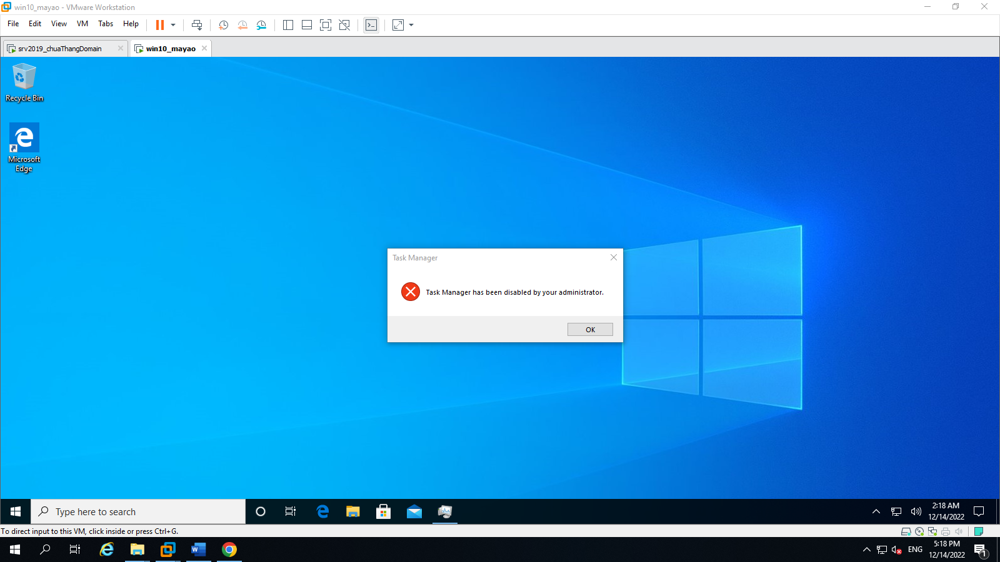 win10_mayao - VMware Workstation
File Edit View VM Tabs Help
srv2019_chuaThangDomain
win10_mayao
Recycle Bin
Microsoft
Edge
Task Manager
Task Manager has been disabled by your administrator.
OK
Type here to search
2:18 AM
12/14/2022
To direct input to this VM, click inside or press Ctrl+G.
ENG
5:18 PM
12/14/2022
1